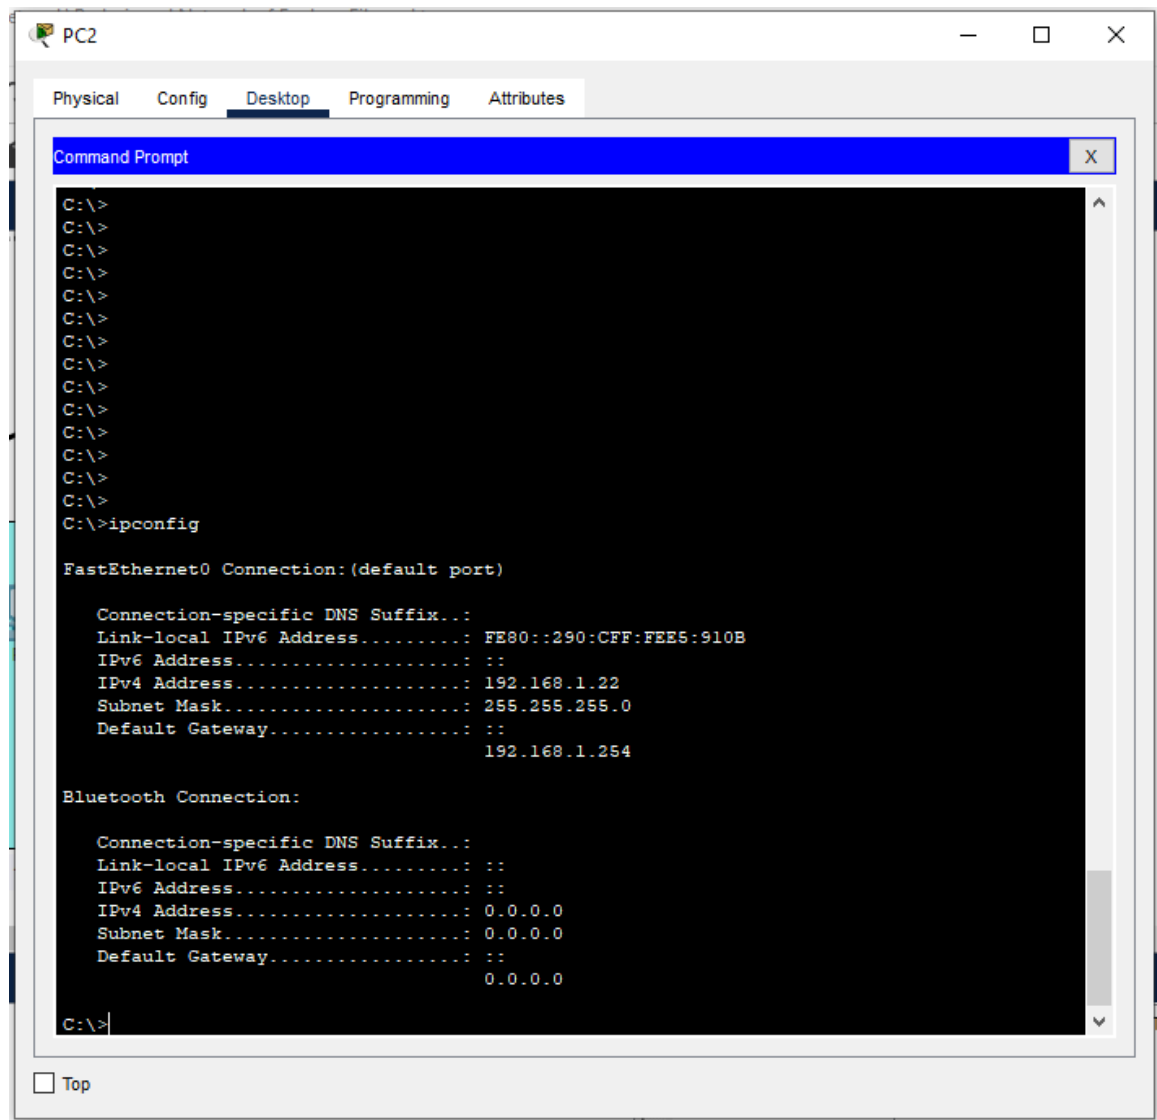 PC2
Physical Config Desktop Programming Attributes
Command Prompt X
C:\>
C:\>
C:\>
C:\>
C:\>
C:\>
C:\>
C:\>
C:\>
C:\>
C:\>
C:\>
C:\>
C:\>
C:\>ipconfig
FastEthernet0 Connection:(default port)
Connection-specific DNS Suffix..:
Link-local IPv6 Address.........: FE80::290:CFF:FEE5:910B
IPv6 Address....................: ::
IPv4 Address....................: 192.168.1.22
Subnet Mask.....................: 255.255.255.0
Default Gateway.................: ::
192.168.1.254
Bluetooth Connection:
Connection-specific DNS Suffix..:
Link-local IPv6 Address.........: ::
IPv6 Address....................: ::
IPv4 Address....................: 0.0.0.0
Subnet Mask.....................: 0.0.0.0
Default Gateway.................: ::
0.0.0.0
C:\>
Top